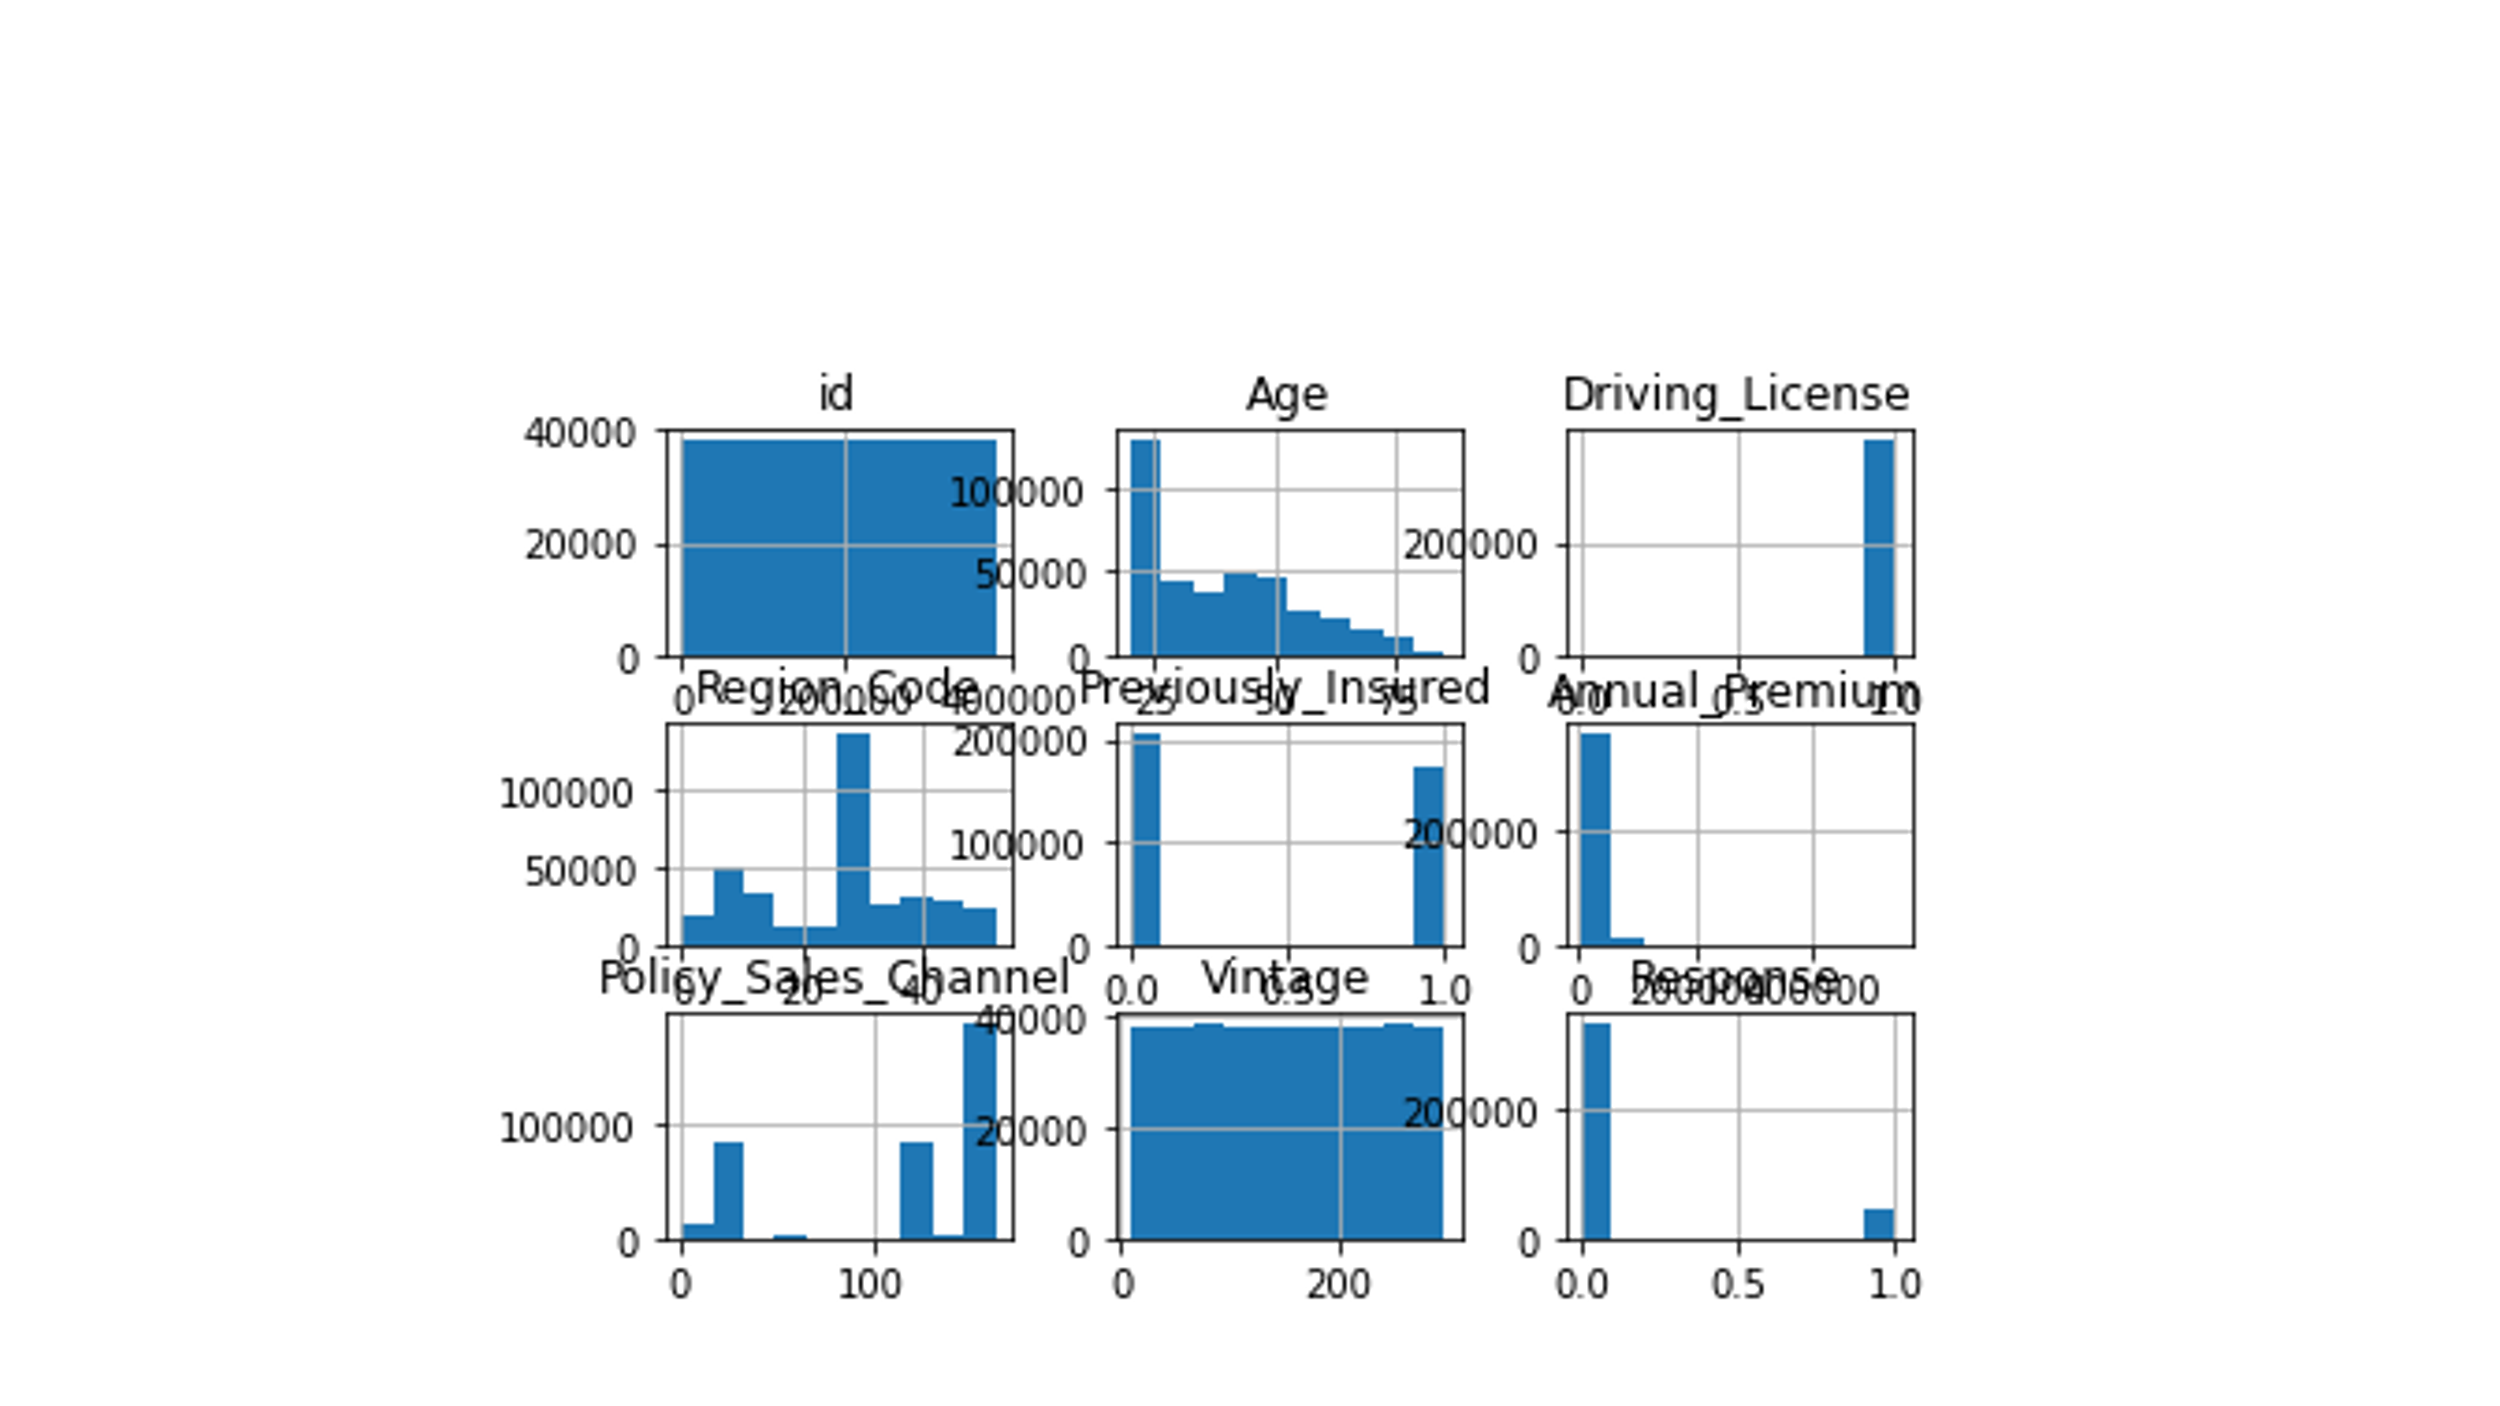 id Age Driving_License
40000
100000
20000
200000
50000
0 0 0
0 200000 400000 25 50 75 0.0 0.5 1.0
Region_Code Previously_Insured Annual_Premium
200000
100000
100000
200000
50000
0 0 0
0 20 40 0.0 0.5 1.0 0 200000 400000
Policy_Sales_Channel Vintage Response
40000
100000
20000
200000
0 0 0
0 100 0 200 0.0 0.5 1.0